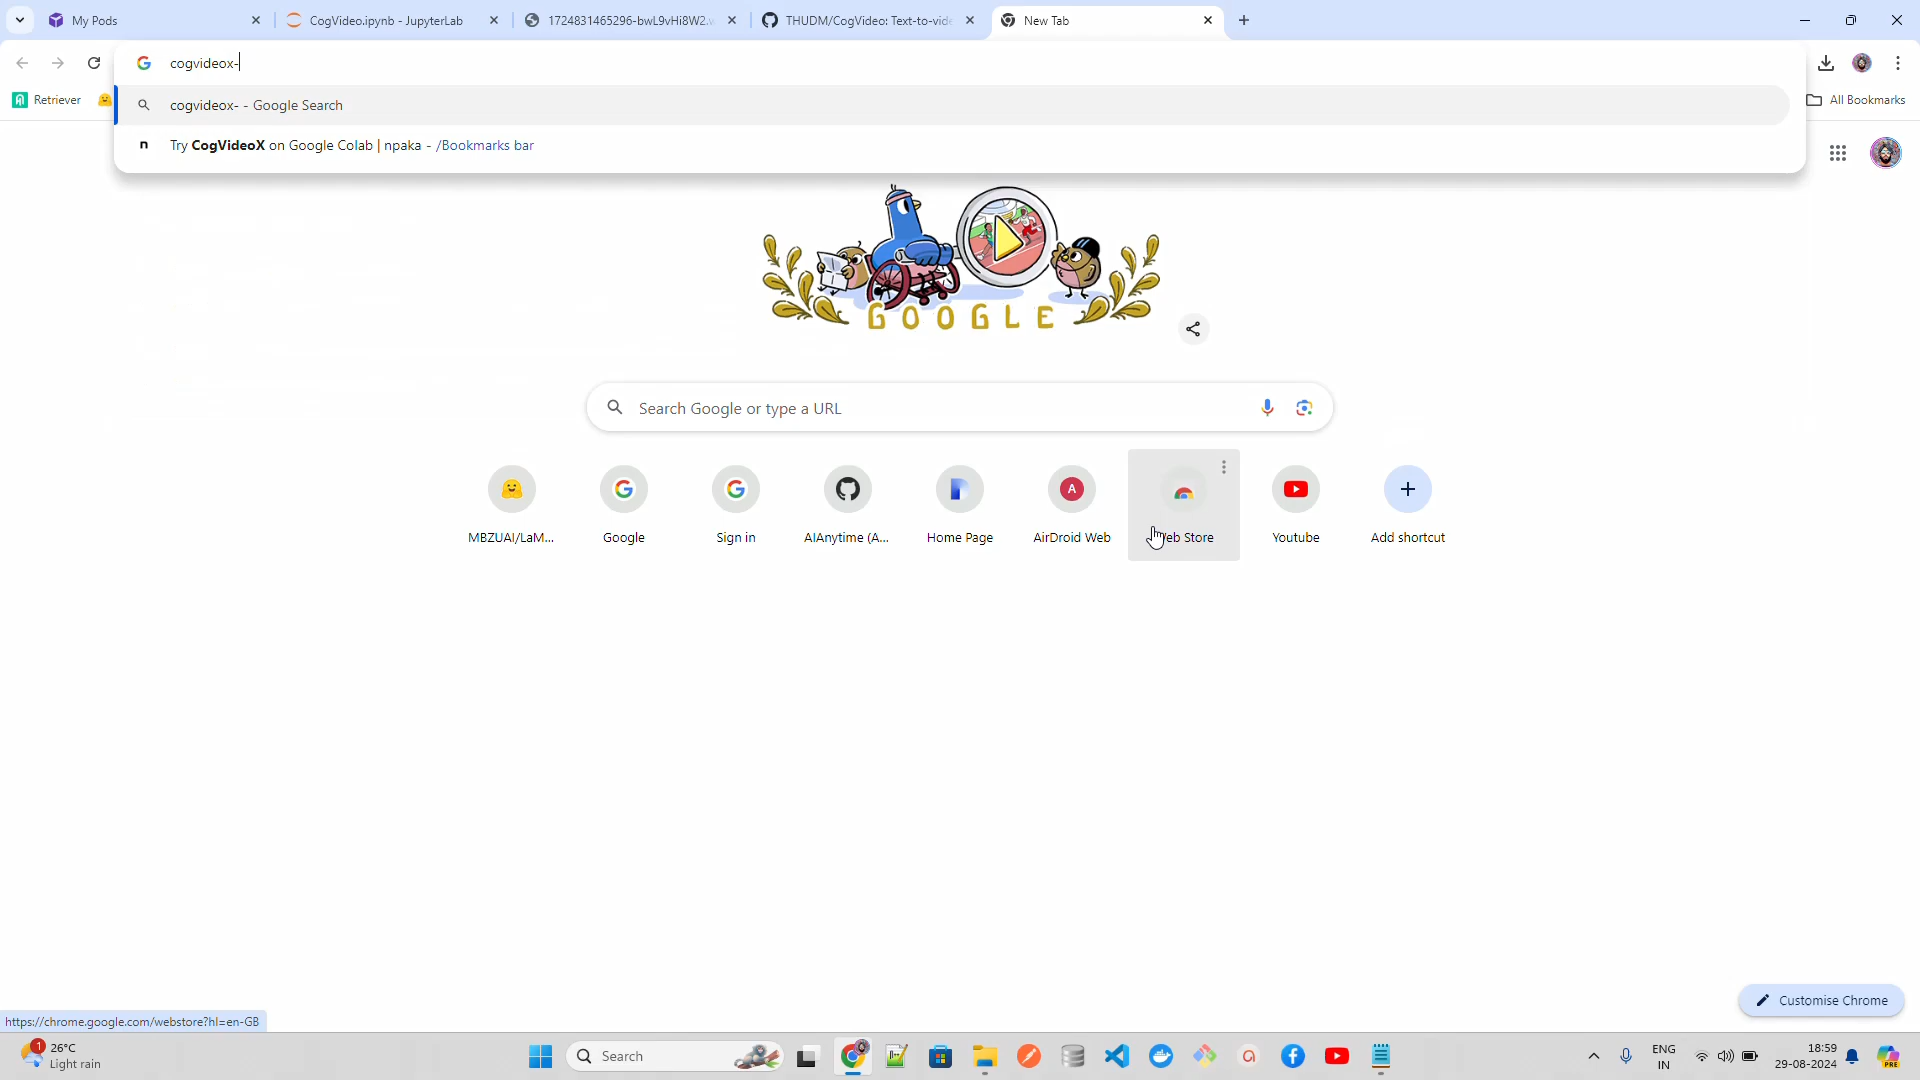 My Pods
CogVideo.ipynb - JupyterLab
1724831465296-bwL9vHi8W2.
THUDM/CogVideo: Text-to-vide
New Tab
cogvideox-
Retriever
cogvideox- - Google Search
All Bookmarks
n Try CogVideoX on Google Colab | npaka - /Bookmarks bar
GOOGLE
Search Google or type a URL
A
MBZUAI/LaM...
Google
Sign in
AIAnytime (A...
Home Page
AirDroid Web
Web Store
Youtube
Add shortcut
Customise Chrome
https://chrome.google.com/webstore?hl=en-GB
1
26°C
Light rain
Search
ENG
IN
18:59
29-08-2024
PRE